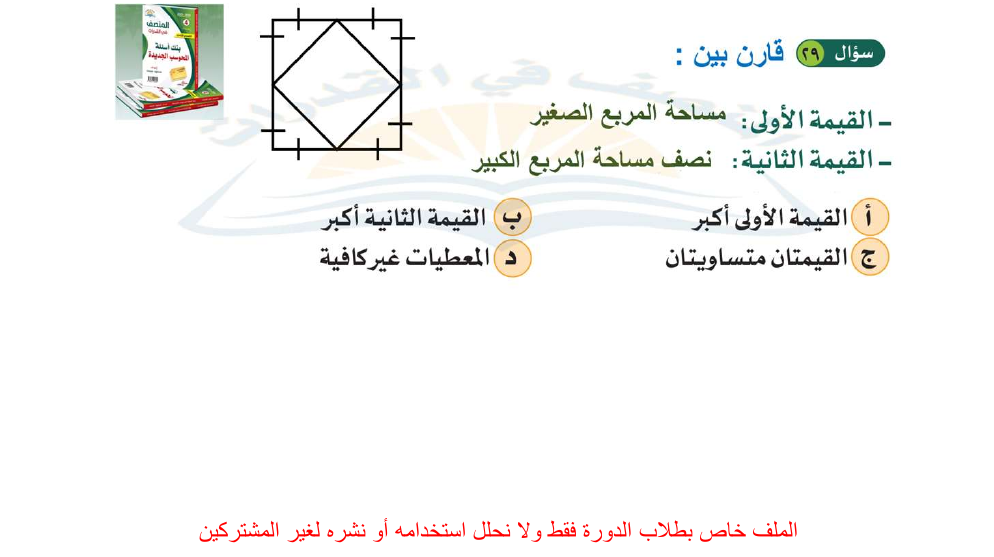 سؤال ٢٩ قارن بين :
– القيمة الأولى: مساحة المربع الصغير
– القيمة الثانية: نصف مساحة المربع الكبير
أ القيمة الأولى أكبر
ب القيمة الثانية أكبر
ج القيمتان متساويتان
د المعطيات غير كافية
المنصف
بنك أسئلة
المحوسب الجديدة
الملف خاص بطلاب الدورة فقط ولا نحلل استخدامه أو نشره لغير المشتركين